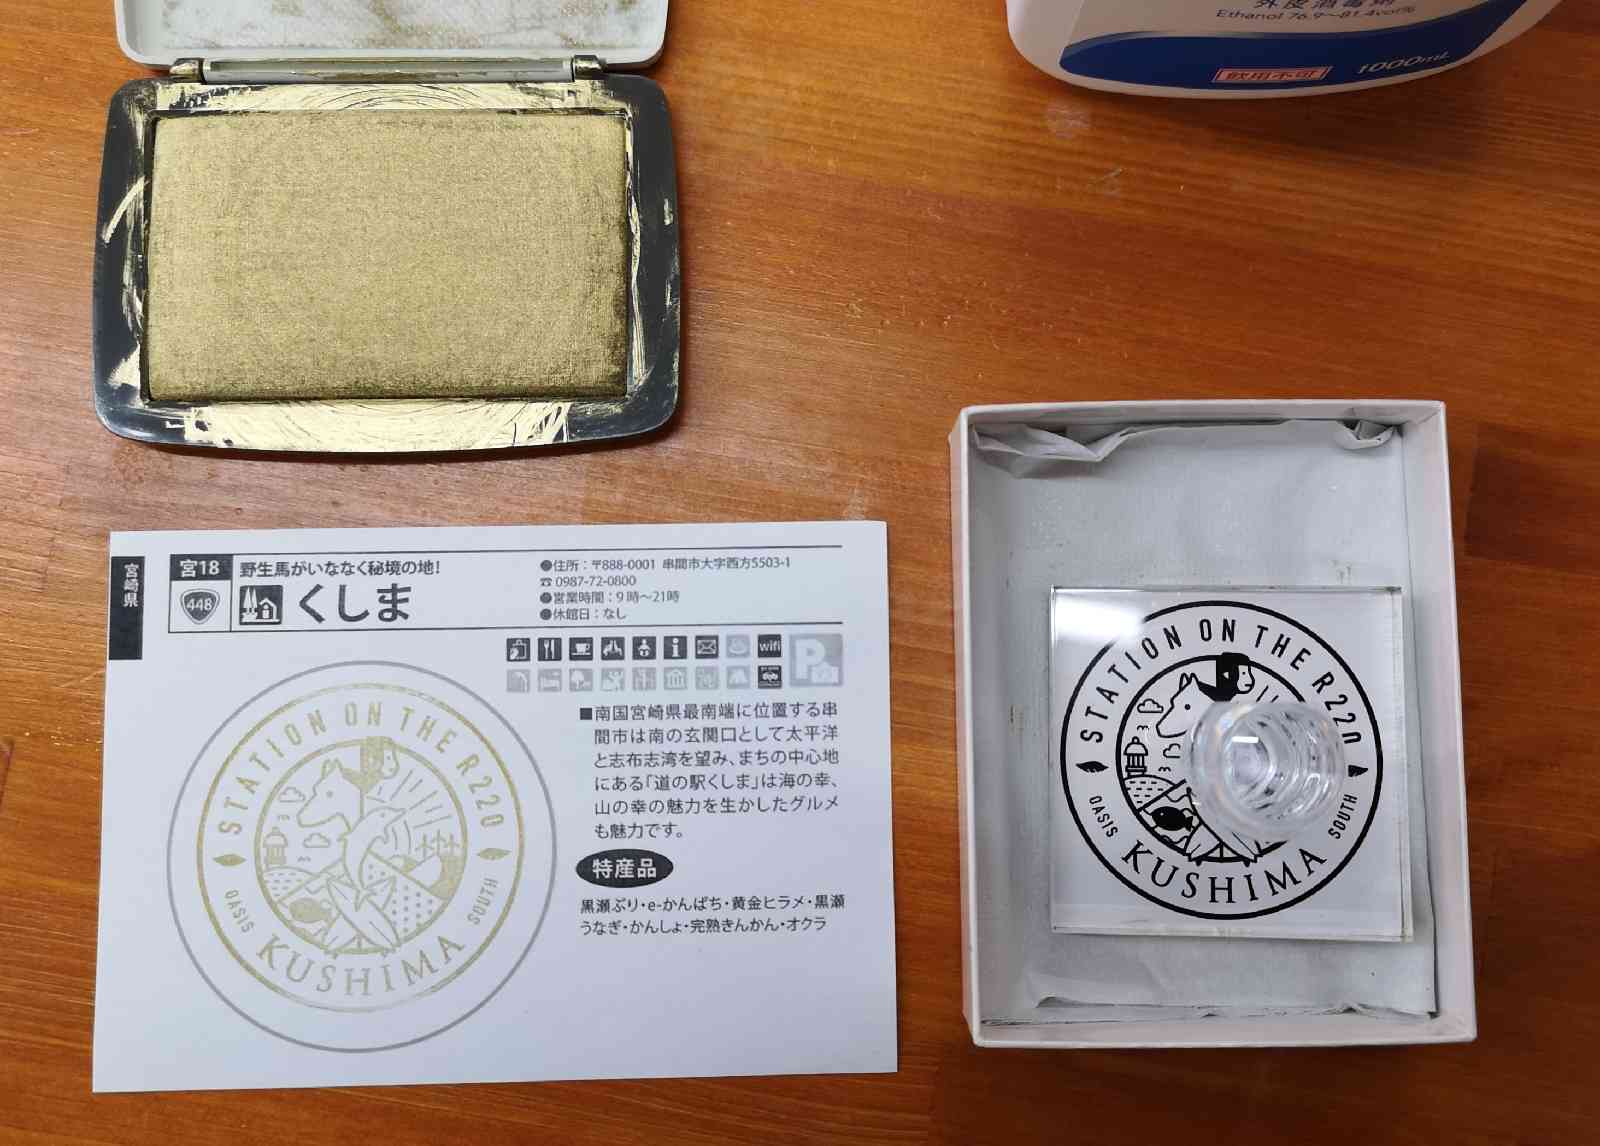 外皮消毒剤
Ethanol 76.9〜81.4vol%
飲用不可
1000mL
宮崎県
宮18
448
野生馬がいななく秘境の地!
くしま
●住所：〒888-0001 串間市大字西方5503-1
☎ 0987-72-0800
●営業時間：9時〜21時
●休館日：なし
wifi
P
■南国宮崎県最南端に位置する串
間市は南の玄関口として太平洋
と志布志湾を望み、まちの中心地
にある「道の駅くしま」は海の幸、
山の幸の魅力を生かしたグルメ
も魅力です。
特産品
黒瀬ぶり・e-かんぱち・黄金ヒラメ・黒瀬
うなぎ・かんしょ・完熟きんかん・オクラ
STATION ON THE R220
OASIS
KUSHIMA
SOUTH
STATION ON THE R220
OASIS
KUSHIMA
SOUTH